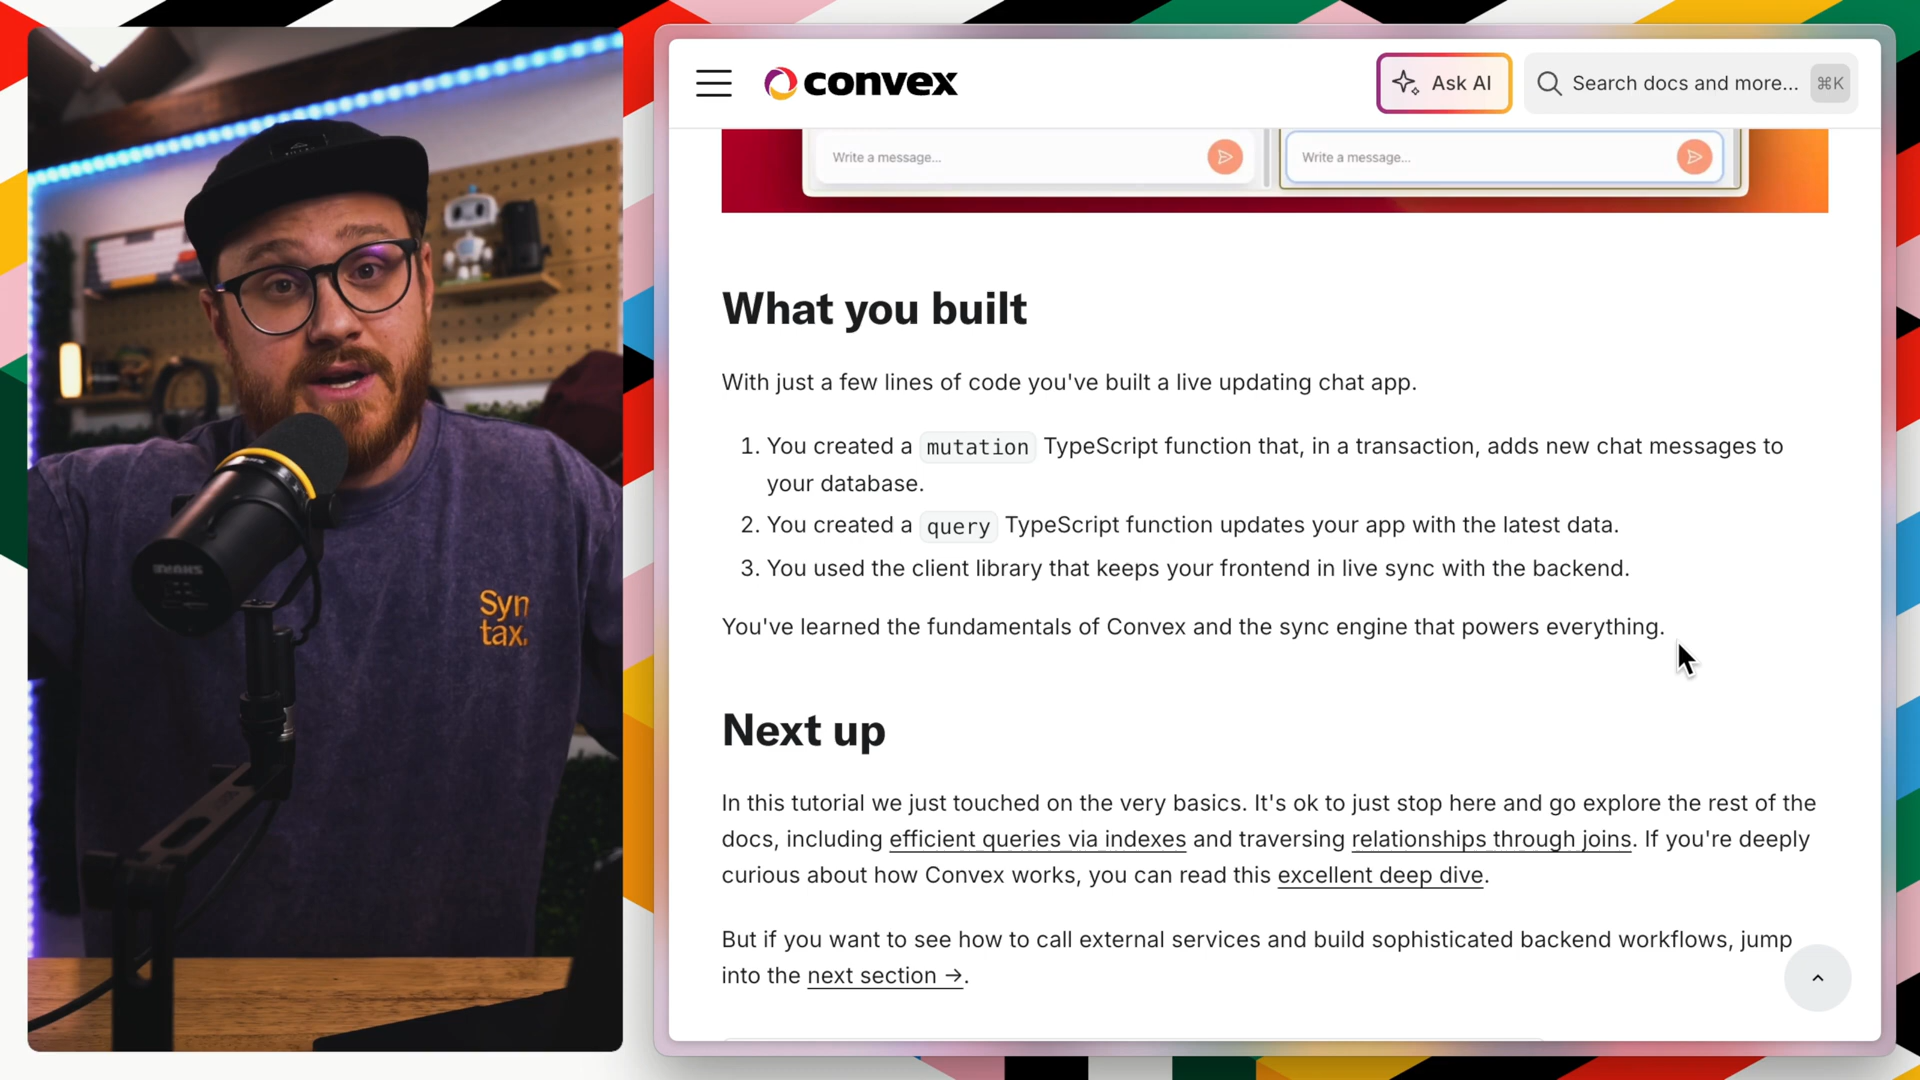 convex
Ask AI
Search docs and more...
⌘K
Write a message...
Write a message...
What you built
With just a few lines of code you've built a live updating chat app.
1. You created a mutation TypeScript function that, in a transaction, adds new chat messages to
your database.
2. You created a query TypeScript function updates your app with the latest data.
3. You used the client library that keeps your frontend in live sync with the backend.
You've learned the fundamentals of Convex and the sync engine that powers everything.
Next up
In this tutorial we just touched on the very basics. It's ok to just stop here and go explore the rest of the
docs, including efficient queries via indexes and traversing relationships through joins. If you're deeply
curious about how Convex works, you can read this excellent deep dive.
But if you want to see how to call external services and build sophisticated backend workflows, jump
into the next section →.
Syn
tax.